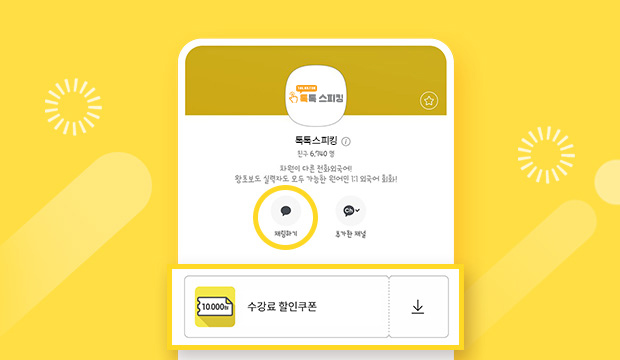 톡톡 스피킹
톡톡스피킹
친구 6,740 명
차원이 다른 전화외국어!
왕초보도 실력자도 모두 가능한 원어민 1:1 외국어 회화!
채팅하기
Ch
추가한 채널
10,000원
수강료 할인쿠폰